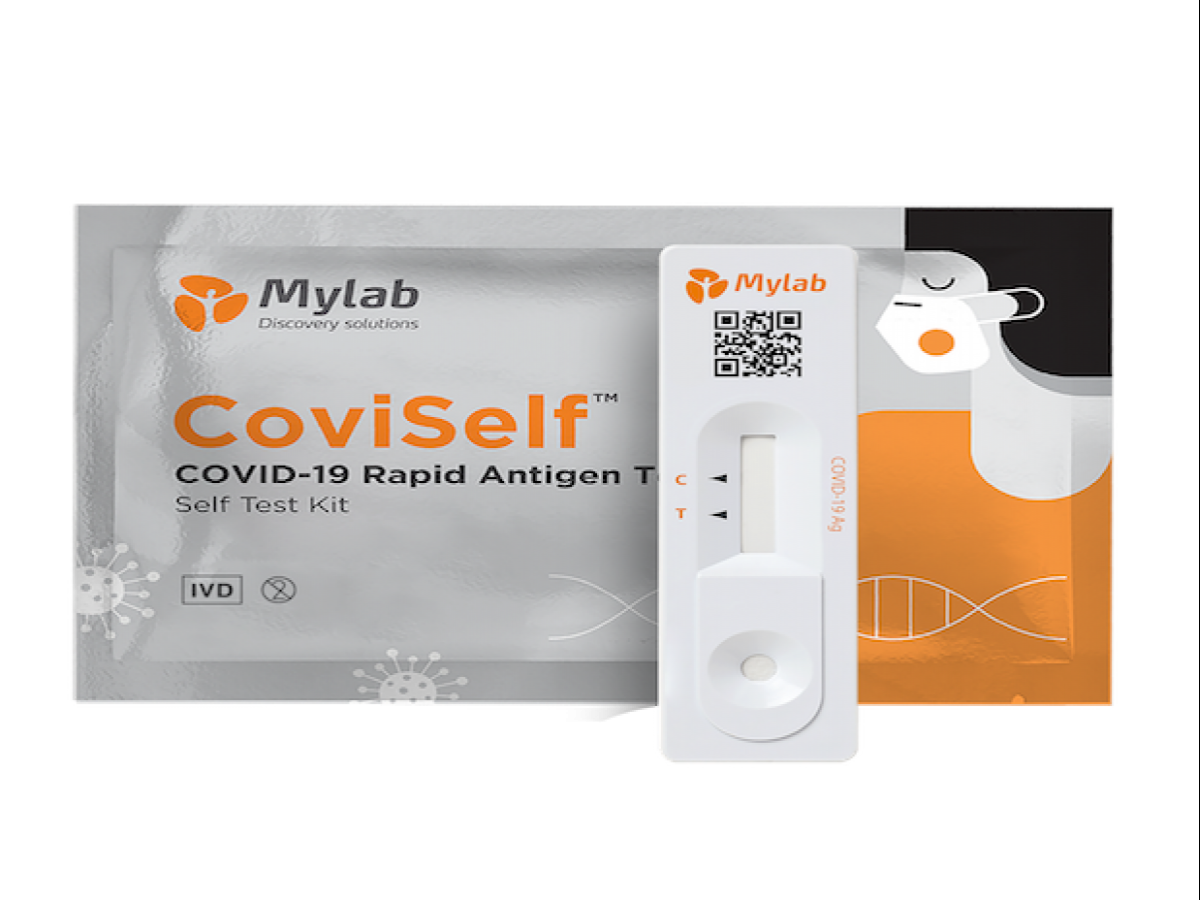 Mylab
Discovery solutions
CoviSelf™
COVID-19 Rapid Antigen T
Self Test Kit
IVD
Mylab
C
T
COVID-19 Ag